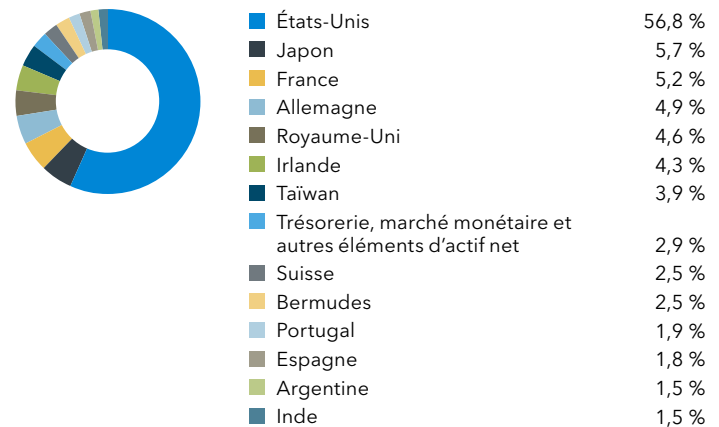 États-Unis 56,8 %
Japon 5,7 %
France 5,2 %
Allemagne 4,9 %
Royaume-Uni 4,6 %
Irlande 4,3 %
Taïwan 3,9 %
Trésorerie, marché monétaire et
autres éléments d’actif net 2,9 %
Suisse 2,5 %
Bermudes 2,5 %
Portugal 1,9 %
Espagne 1,8 %
Argentine 1,5 %
Inde 1,5 %